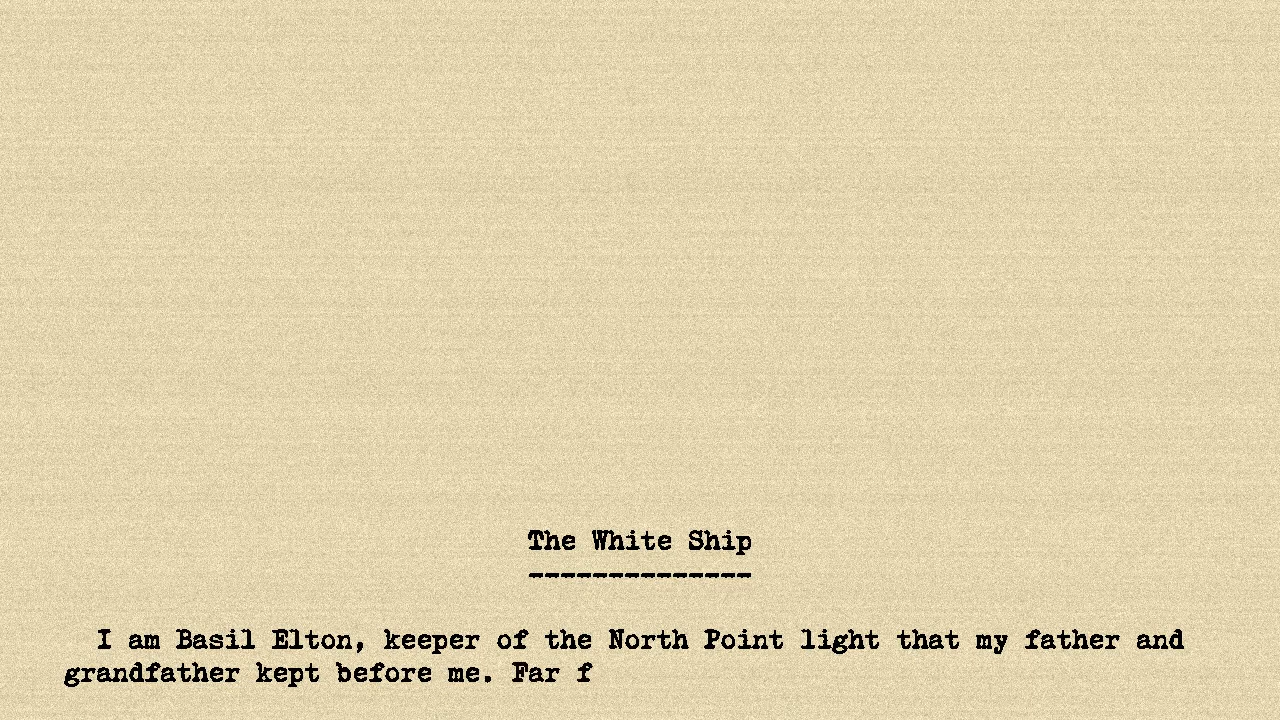 The White Ship
--------------
I am Basil Elton, keeper of the North Point light that my father and
grandfather kept before me. Far f